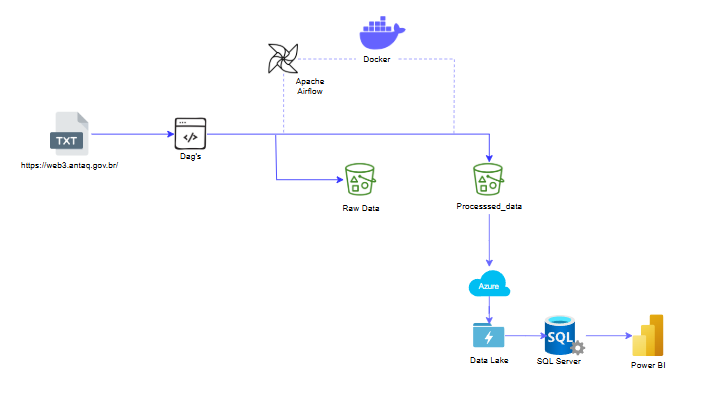 Docker
Apache
Airflow
TXT
</>
https://web3.antaq.gov.br/
Dag's
Raw Data
Processsed_data
Azure
SQL
Data Lake
SQL Server
Power BI